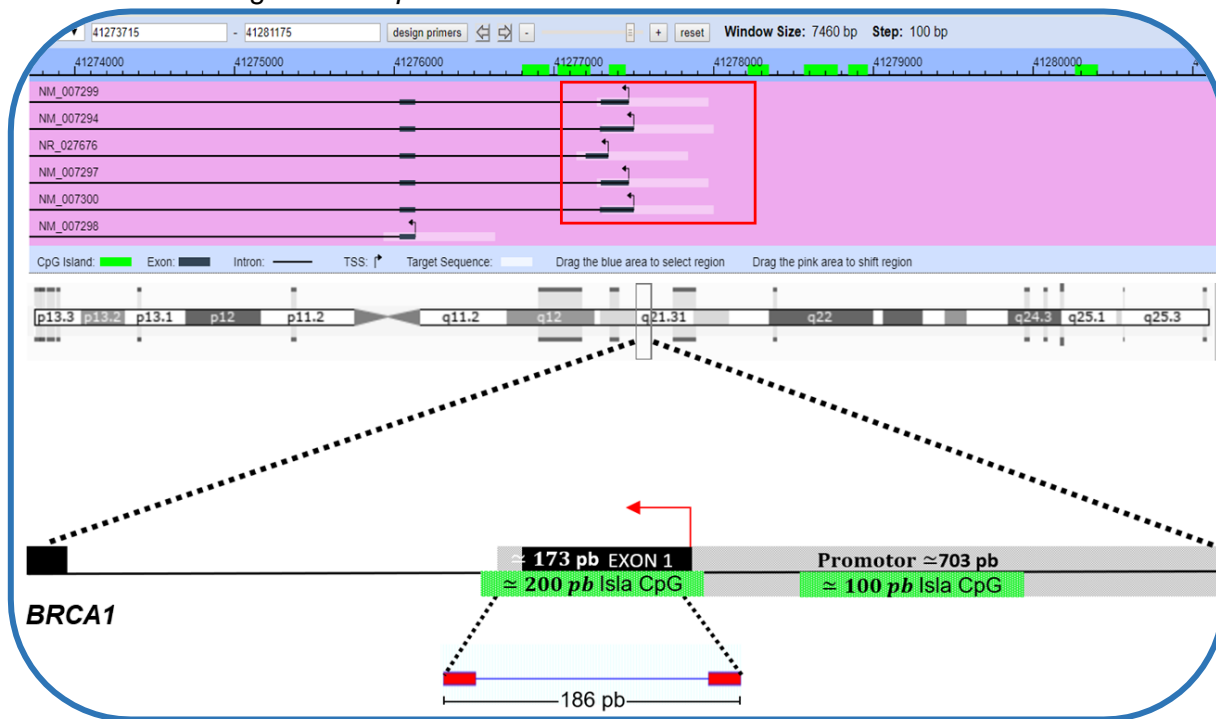 41273715 - 41281175 design primers - + reset Window Size: 7460 bp Step: 100 bp
41274000 41275000 41276000 41277000 41278000 41279000 41280000
NM_007299
NM_007294
NR_027676
NM_007297
NM_007300
NM_007298
CpG Island: Exon: Intron: TSS: Target Sequence: Drag the blue area to select region Drag the pink area to shift region
p13.3 p13.2 p13.1 p12 p11.2 q11.2 q12 q21.31 q22 q24.3 q25.1 q25.3
≃ 173 pb EXON 1 Promotor ≃703 pb
≃ 200 pb Isla CpG ≃ 100 pb Isla CpG
BRCA1
186 pb